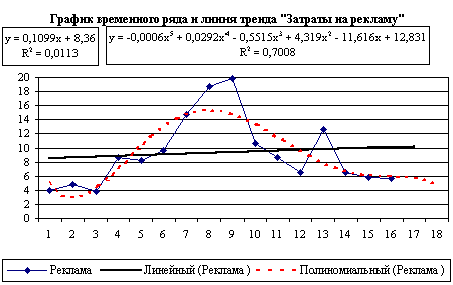 График временного ряда и линия тренда "Затраты на рекламу"
y = 0,1099x + 8,36
R² = 0,0113
y = -0,0006x⁵ + 0,0292x⁴ - 0,5515x³ + 4,319x² - 11,616x + 12,831
R² = 0,7008
20
18
16
14
12
10
8
6
4
2
0
1 2 3 4 5 6 7 8 9 10 11 12 13 14 15 16 17 18
Реклама Линейный (Реклама ) Полиномиальный (Реклама )